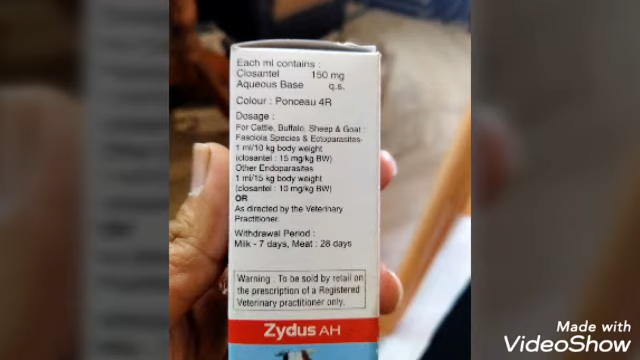 Each ml contains :
Closantel 150 mg
Aqueous Base q.s.
Colour : Ponceau 4R
Dosage :
For Cattle, Buffalo, Sheep & Goat :
Fasciola Species & Ectoparasites-
1 ml/10 kg body weight
(closantel : 15 mg/kg BW)
Other Endoparasites
1 ml/15 kg body weight
(closantel : 10 mg/kg BW)
OR
As directed by the Veterinary
Practitioner.
Withdrawal Period :
Milk - 7 days, Meat : 28 days
Warning : To be sold by retail on
the prescription of a Registered
Veterinary practitioner only.
Zydus AH
Made with
VideoShow